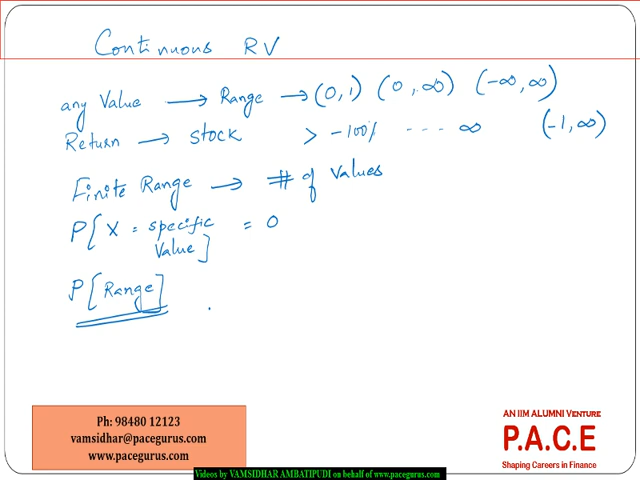 Continuous RV
any Value → Range → (0, 1) (0, ∞) (-∞, ∞)
Return → stock > -100% ---- ∞ (-1, ∞)
Finite Range → # of Values
P[X = specific Value] = 0
P[Range]
Ph: 98480 12123
vamsidhar@pacegurus.com
www.pacegurus.com
AN IIM ALUMNI VENTURE
P.A.C.E
Shaping Careers in Finance
Videos by VAMSIDHAR AMBATIPUDI on behalf of www.pacegurus.com